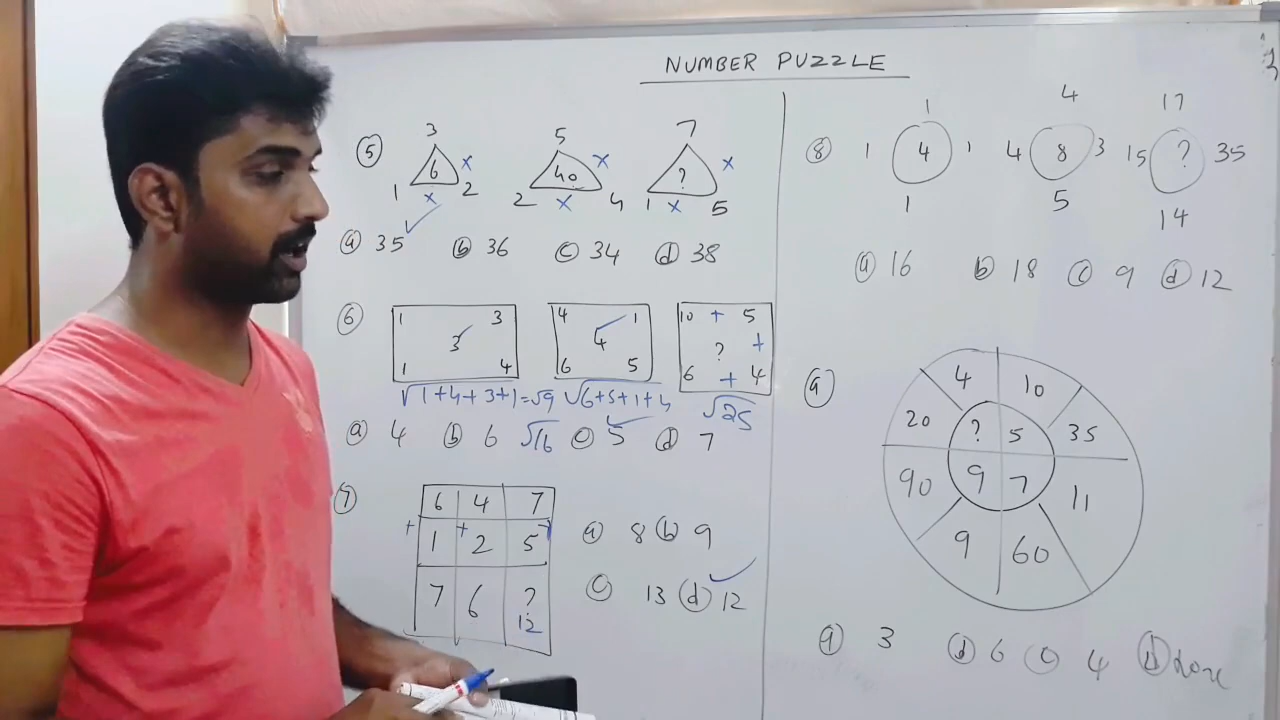 NUMBER PUZZLE
⑤ 3 5 7
6 x 40 x ? x
1 x 2 2 x 4 1 x 5
ⓐ 35 ⓑ 36 ⓒ 34 ⓓ 38
⑥ 1 3 4 1 10 + 5
3 4 ? +
1 4 6 5 6 + 4
√1+4+3+1=√9 √6+5+1+4 √25
ⓐ 4 ⓑ 6 √16 ⓒ 5 ⓓ 7
⑦ 6 4 7
+ 1 + 2 5
7 6 ?
12
ⓐ 8 ⓑ 9
ⓒ 13 ⓓ 12
1 4 17
⑧ 1 4 1 4 8 3 15 ? 35
1 5 14
ⓐ 16 ⓑ 18 ⓒ 9 ⓓ 12
⑨ 4 10
20 ? 5 35
90 9 7 11
9 60
ⓐ 3 ⓓ 6 ⓒ 4